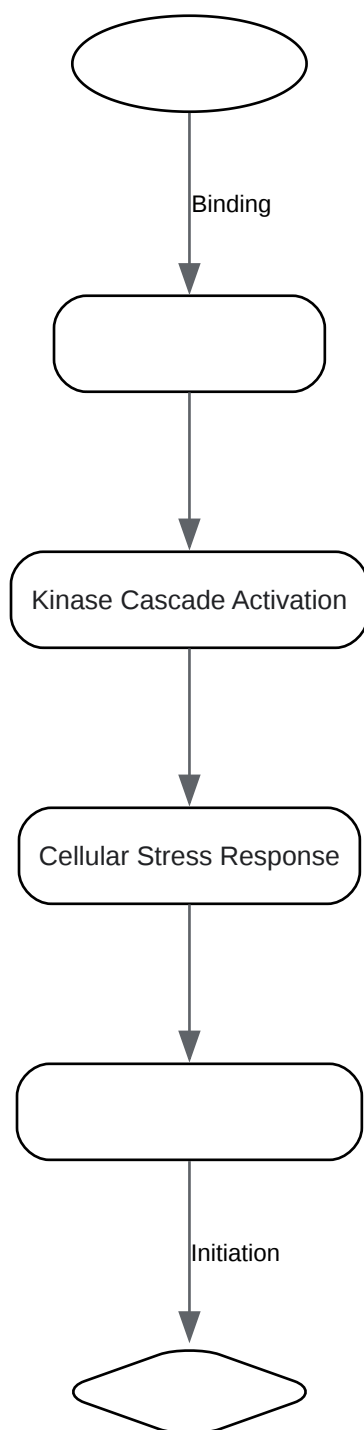 Binding
Kinase Cascade Activation
Cellular Stress Response
Initiation